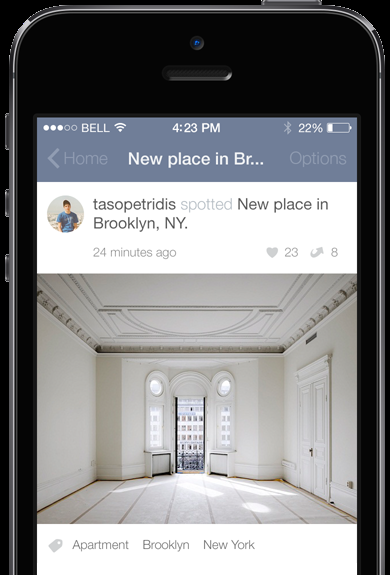 BELL 4:23 PM 22%
Home New place in Br... Options
tasopetridis spotted New place in
Brooklyn, NY.
24 minutes ago 23 8
Apartment Brooklyn New York